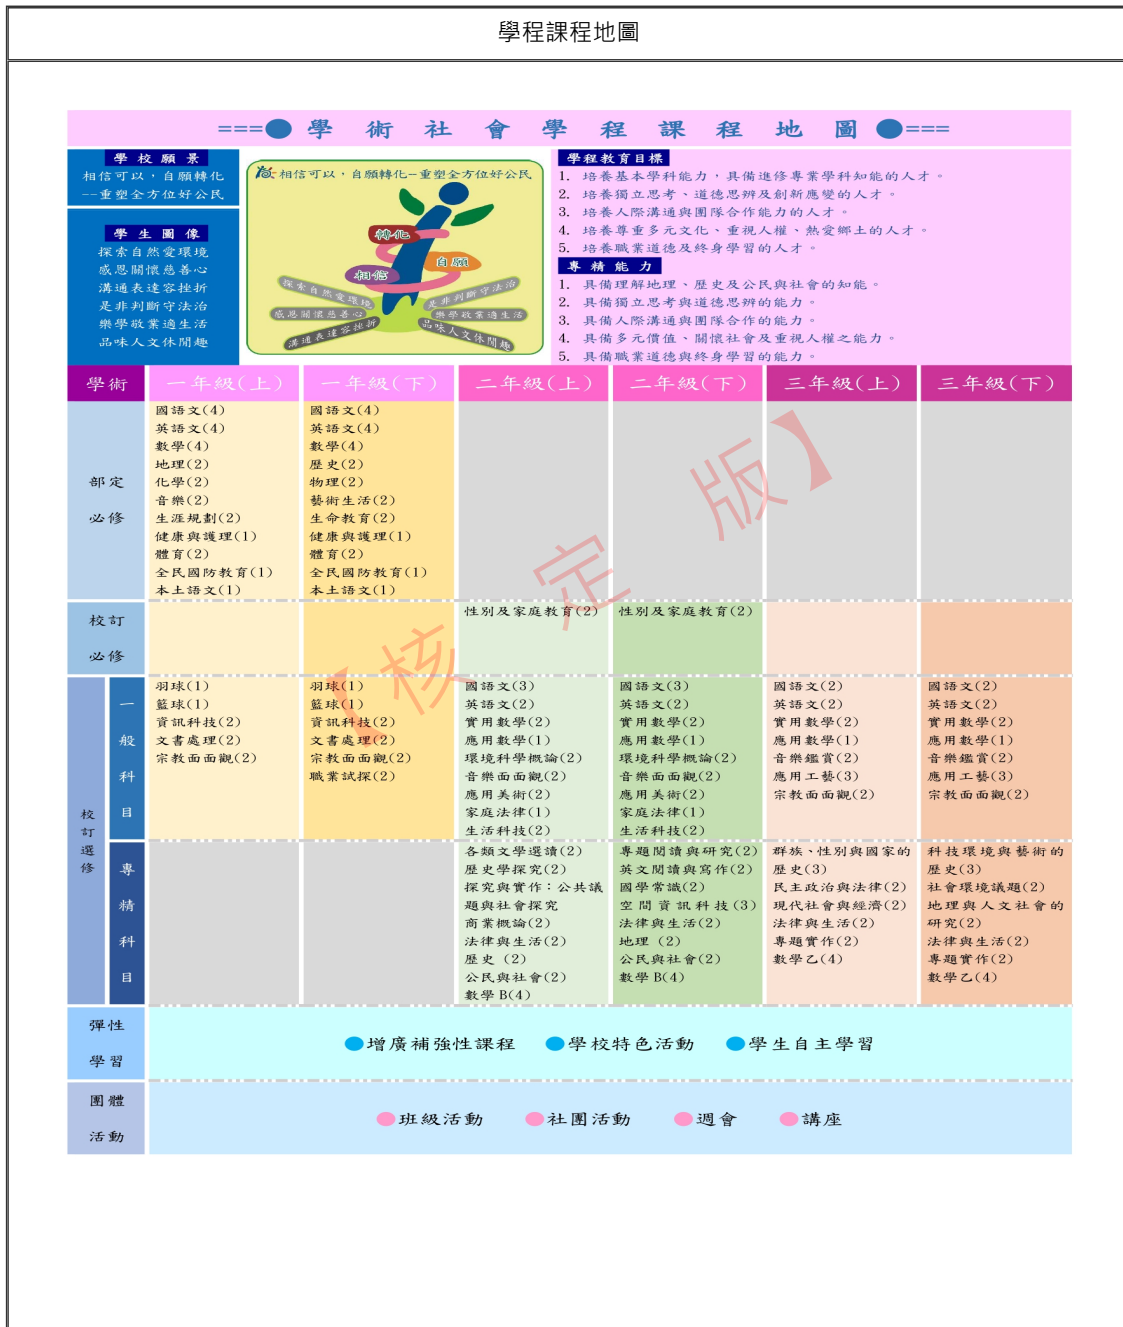 學程課程地圖
===●學術社會學程課程地圖●===
學校願景
相信可以，自願轉化
--重塑全方位好公民
學生圖像
探索自然愛環境
感恩關懷慈善心
溝通表達容挫折
是非判斷守法治
樂學敬業適生活
品味人文休閒趣
相信可以，自願轉化-重塑全方位好公民
轉化
自願
相信
探索自然愛環境
感恩關懷慈善心
溝通表達容挫折
是非判斷守法治
樂學敬業適生活
品味人文休閒趣
學程教育目標
1. 培養基本學科能力，具備進修專業學科知能的人才。
2. 培養獨立思考、道德思辨及創新應變的人才。
3. 培養人際溝通與團隊合作能力的人才。
4. 培養尊重多元文化、重視人權、熱愛鄉土的人才。
5. 培養職業道德及終身學習的人才。
專精能力
1. 具備理解地理、歷史及公民與社會的知能。
2. 具備獨立思考與道德思辨的能力。
3. 具備人際溝通與團隊合作的能力。
4. 具備多元價值、關懷社會及重視人權之能力。
5. 具備職業道德與終身學習的能力。
學術
一年級(上)
一年級(下)
二年級(上)
二年級(下)
三年級(上)
三年級(下)
部定
必修
國語文(4)
英語文(4)
數學(4)
地理(2)
化學(2)
音樂(2)
生涯規劃(2)
健康與護理(1)
體育(2)
全民國防教育(1)
本土語文(1)
國語文(4)
英語文(4)
數學(4)
歷史(2)
物理(2)
藝術生活(2)
生命教育(2)
健康與護理(1)
體育(2)
全民國防教育(1)
本土語文(1)
校訂
必修
性別及家庭教育(2)
性別及家庭教育(2)
校訂選修
一般科目
羽球(1)
籃球(1)
資訊科技(2)
文書處理(2)
宗教面面觀(2)
羽球(1)
籃球(1)
資訊科技(2)
文書處理(2)
宗教面面觀(2)
職業試探(2)
國語文(3)
英語文(2)
實用數學(2)
應用數學(1)
環境科學概論(2)
音樂面面觀(2)
應用美術(2)
家庭法律(1)
生活科技(2)
國語文(3)
英語文(2)
實用數學(2)
應用數學(1)
環境科學概論(2)
音樂面面觀(2)
應用美術(2)
家庭法律(1)
生活科技(2)
國語文(2)
英語文(2)
實用數學(2)
應用數學(1)
音樂鑑賞(2)
應用工藝(3)
宗教面面觀(2)
國語文(2)
英語文(2)
實用數學(2)
應用數學(1)
音樂鑑賞(2)
應用工藝(3)
宗教面面觀(2)
專精科目
各類文學選讀(2)
歷史學探究(2)
探究與實作：公共議
題與社會探究
商業概論(2)
法律與生活(2)
歷史 (2)
公民與社會(2)
數學 B(4)
專題閱讀與研究(2)
英文閱讀與寫作(2)
國學常識(2)
空間資訊科技(3)
法律與生活(2)
地理 (2)
公民與社會(2)
數學 B(4)
群族、性別與國家的
歷史(3)
民主政治與法律(2)
現代社會與經濟(2)
法律與生活(2)
專題實作(2)
數學乙(4)
科技環境與藝術的
歷史(3)
社會環境議題(2)
地理與人文社會的
研究(2)
法律與生活(2)
專題實作(2)
數學乙(4)
彈性
學習
●增廣補強性課程 ●學校特色活動 ●學生自主學習
團體
活動
●班級活動 ●社團活動 ●週會 ●講座
【核定版】